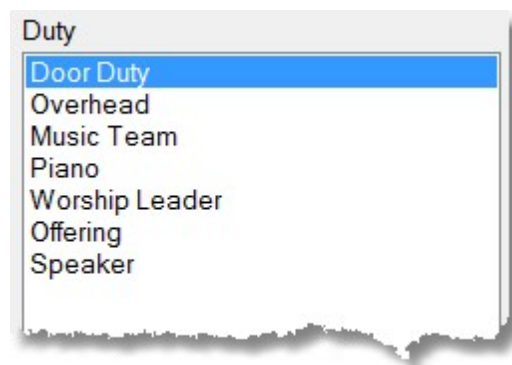 Duty
Door Duty
Overhead
Music Team
Piano
Worship Leader
Offering
Speaker